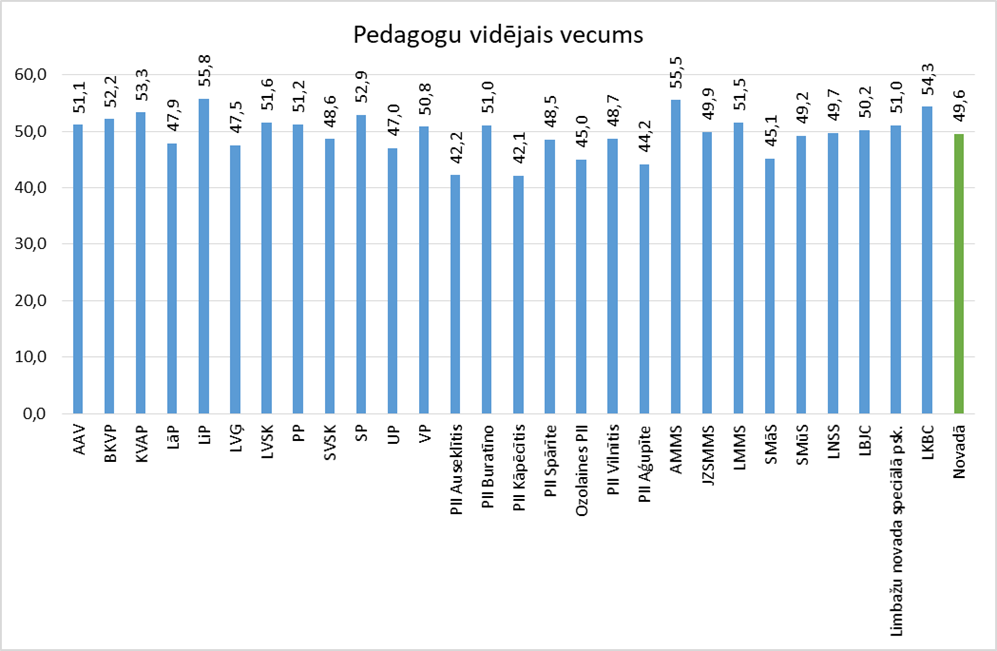 Pedagogu vidējais vecums
60,0
50,0
40,0
30,0
20,0
10,0
0,0
51,1
52,2
53,3
47,9
55,8
47,5
51,6
51,2
48,6
52,9
47,0
50,8
42,2
51,0
42,1
48,5
45,0
48,7
44,2
55,5
49,9
51,5
45,1
49,2
49,7
50,2
51,0
54,3
49,6
AAV
BKVP
KVAP
LāP
LiP
LVĢ
LVSK
PP
SVSK
SP
UP
VP
PII Auseklītis
PII Buratīno
PII Kāpēcītis
PII Spārīte
Ozolaines PII
PII Vilnītis
PII Aģupīte
AMMS
JZSMMS
LMMS
SMāS
SMūS
LNSS
LBJC
Limbažu novada speciālā psk.
LKBC
Novadā